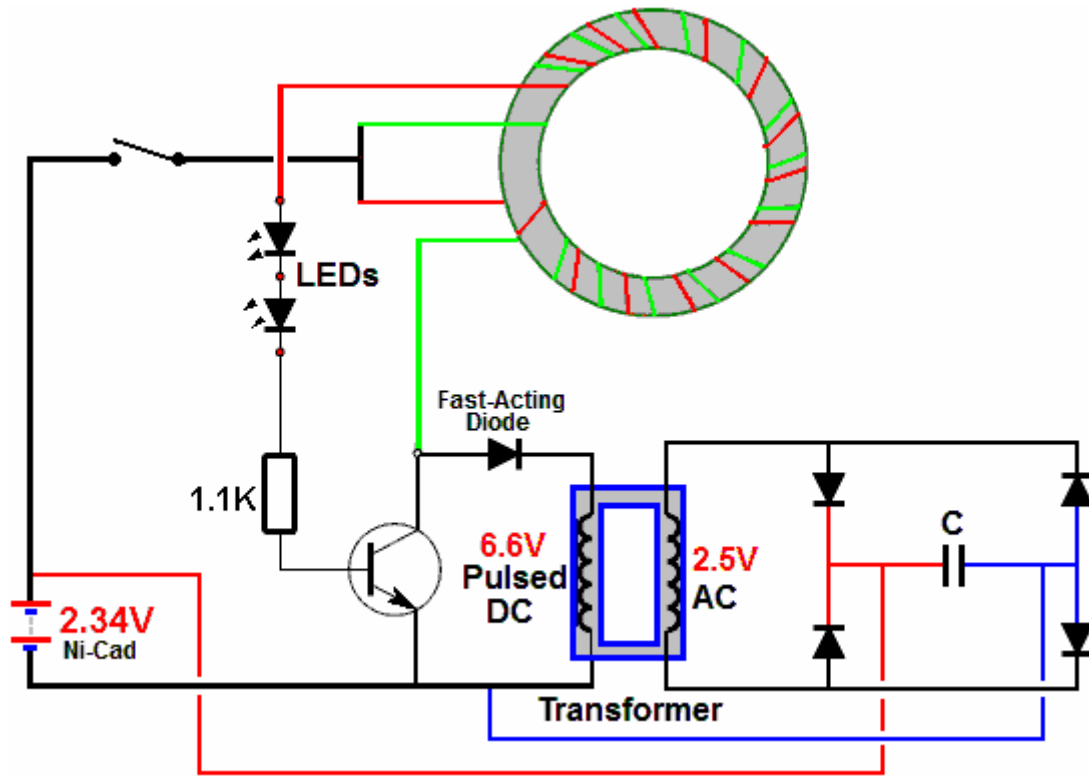 LEDs
Fast-Acting
Diode
1.1K
C
6.6V
Pulsed
DC
2.5V
AC
2.34V
Ni-Cad
Transformer